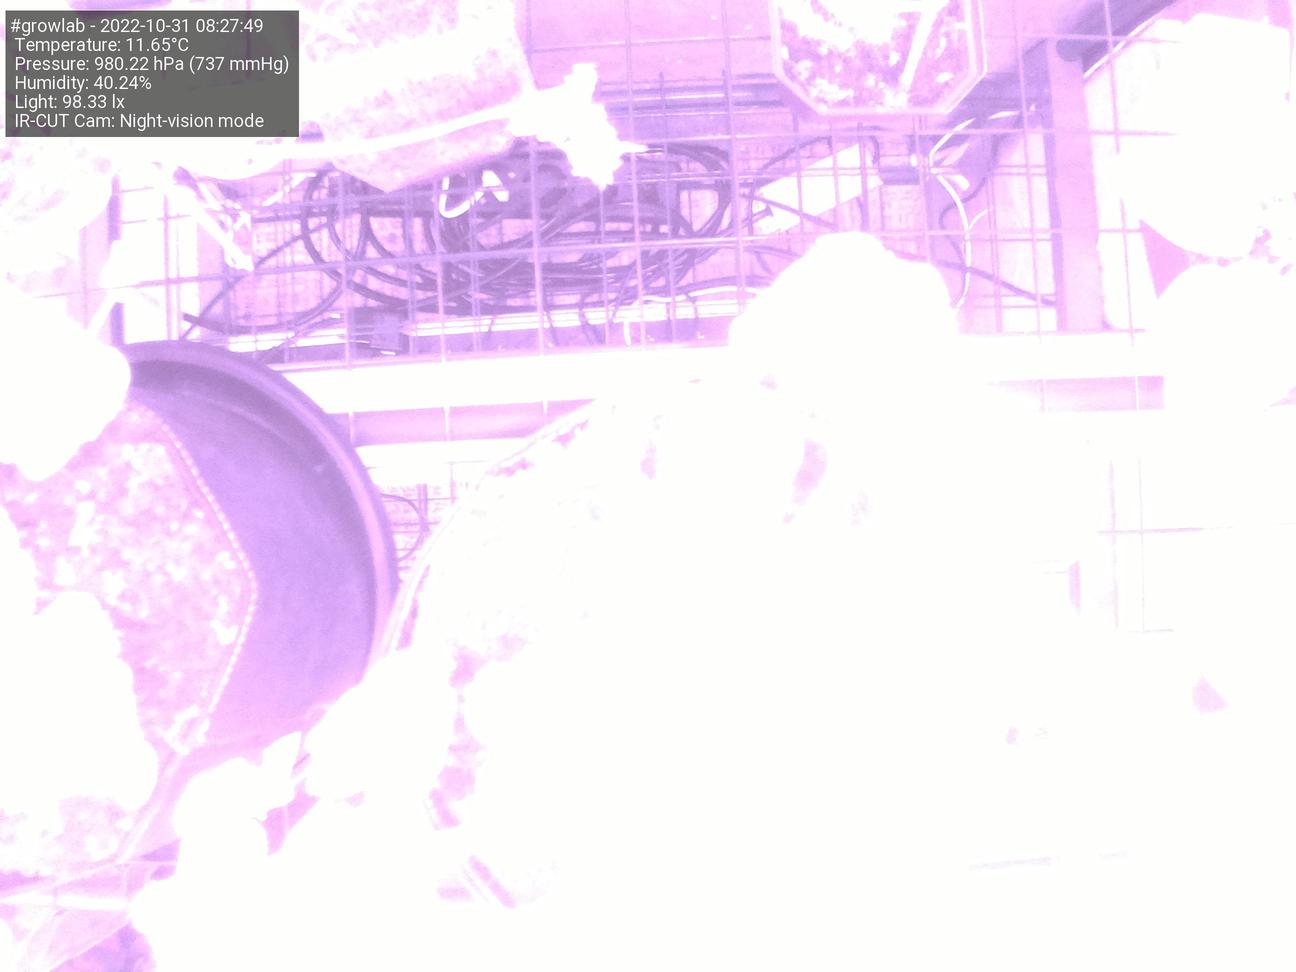 #growlab - 2022-10-31 08:27:49
Temperature: 11.65°C
Pressure: 980.22 hPa (737 mmHg)
Humidity: 40.24%
Light: 98.33 lx
IR-CUT Cam: Night-vision mode